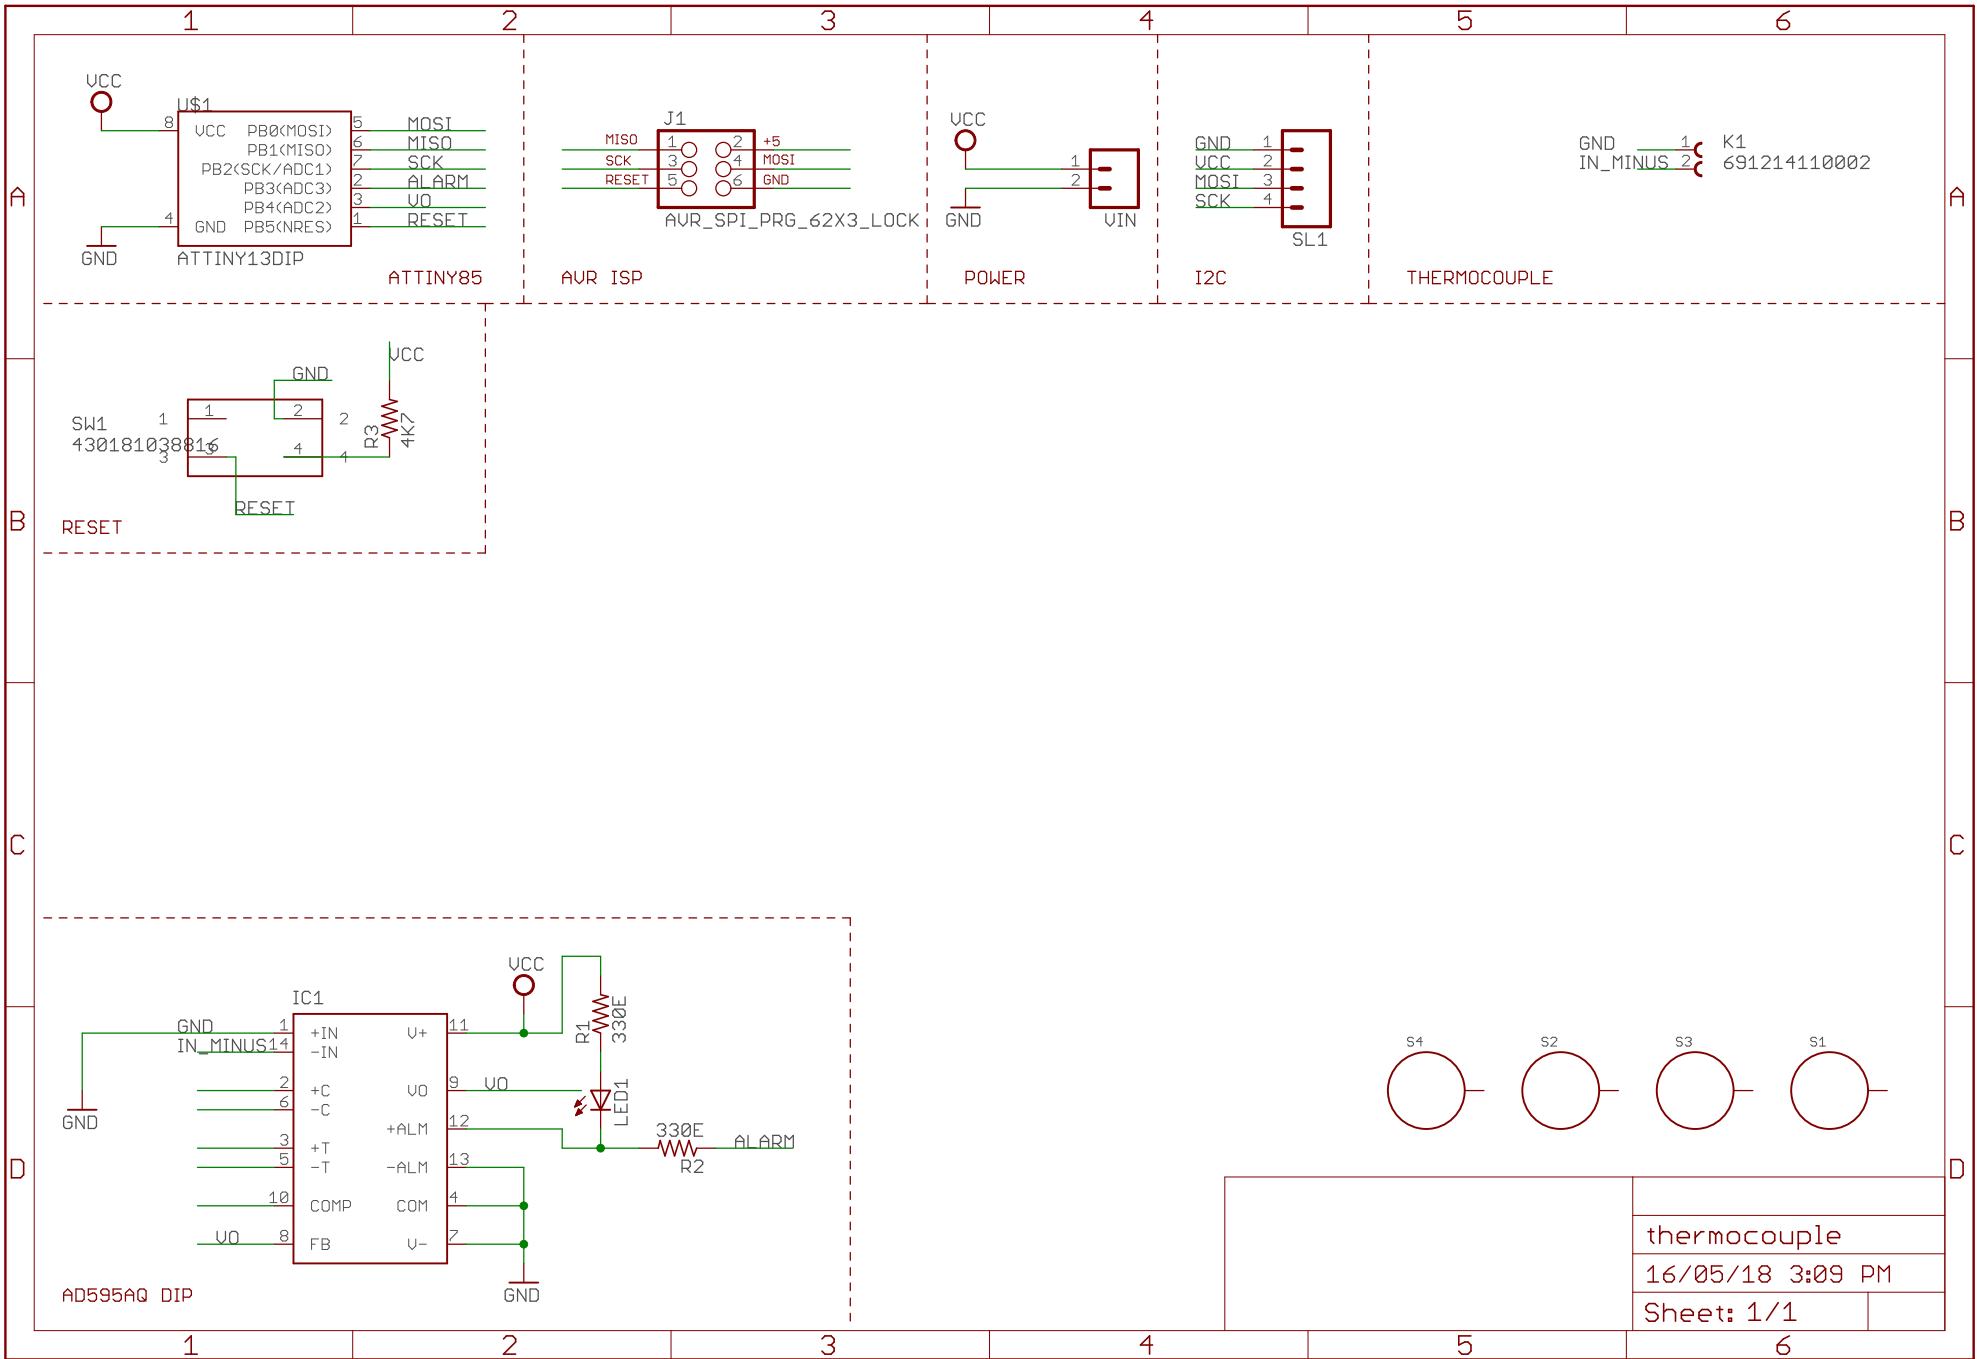 1 2 3 4 5 6
A
VCC
U$1
8 VCC PB0(MOSI) 5 MOSI
PB1(MISO) 6 MISO
PB2(SCK/ADC1) 7 SCK
PB3(ADC3) 2 ALARM
PB4(ADC2) 3 VO
4 GND PB5(NRES) 1 RESET
GND
ATTINY13DIP
ATTINY85
J1
MISO 1 2 +5
SCK 3 4 MOSI
RESET 5 6 GND
AVR_SPI_PRG_62X3_LOCK
AVR ISP
VCC
1
2
GND
VIN
POWER
GND 1
VCC 2
MOSI 3
SCK 4
SL1
I2C
GND 1 K1
IN_MINUS 2 691214110002
THERMOCOUPLE
A
B
VCC
GND
SW1
430181038816
1 1 2 2
3 3 4 4
R3
4K7
RESET
RESET
B
C
C
D
VCC
IC1
GND 1 +IN V+ 11
IN_MINUS 14 -IN
2 +C VO 9 VO
6 -C
+ALM 12
3 +T
5 -T -ALM 13
10 COMP COM 4
VO 8 FB V- 7
GND
GND
R1
330E
LED1
330E
R2
ALARM
AD595AQ DIP
S4 S2 S3 S1
D
thermocouple
16/05/18 3:09 PM
Sheet: 1/1
1 2 3 4 5 6